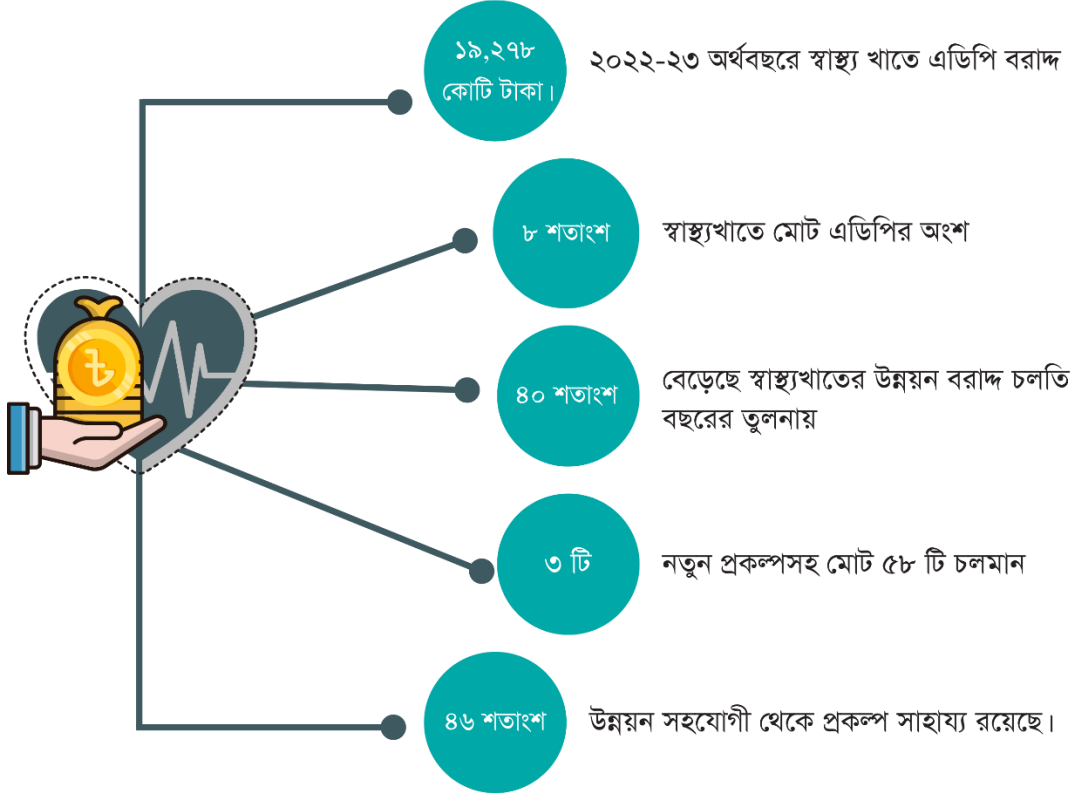 ১৯,২৭৮
কোটি টাকা।
২০২২-২৩ অর্থবছরে স্বাস্থ্য খাতে এডিপি বরাদ্দ
৮ শতাংশ
স্বাস্থ্যখাতে মোট এডিপির অংশ
৪০ শতাংশ
বেড়েছে স্বাস্থ্যখাতের উন্নয়ন বরাদ্দ চলতি
বছরের তুলনায়
৩ টি
নতুন প্রকল্পসহ মোট ৫৮ টি চলমান
৪৬ শতাংশ
উন্নয়ন সহযোগী থেকে প্রকল্প সাহায্য রয়েছে।
৳